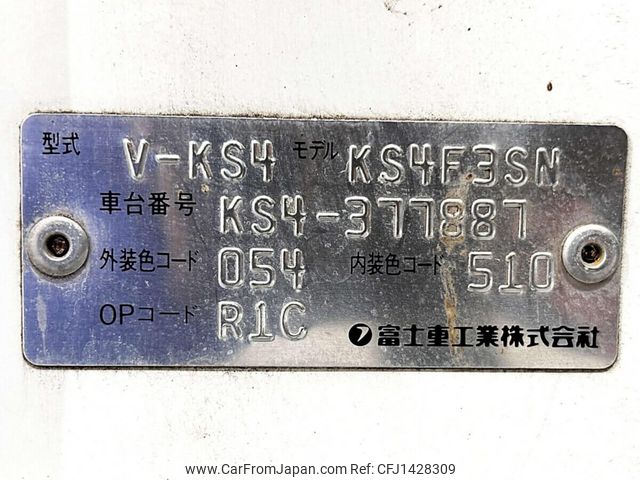 型式 V-KS4 モデル KS4F3SN
車台番号 KS4-377887
外装色コード 054 内装色コード 510
OPコード R1C 富士重工業株式会社
www.CarFromJapan.com - CFJ1428309